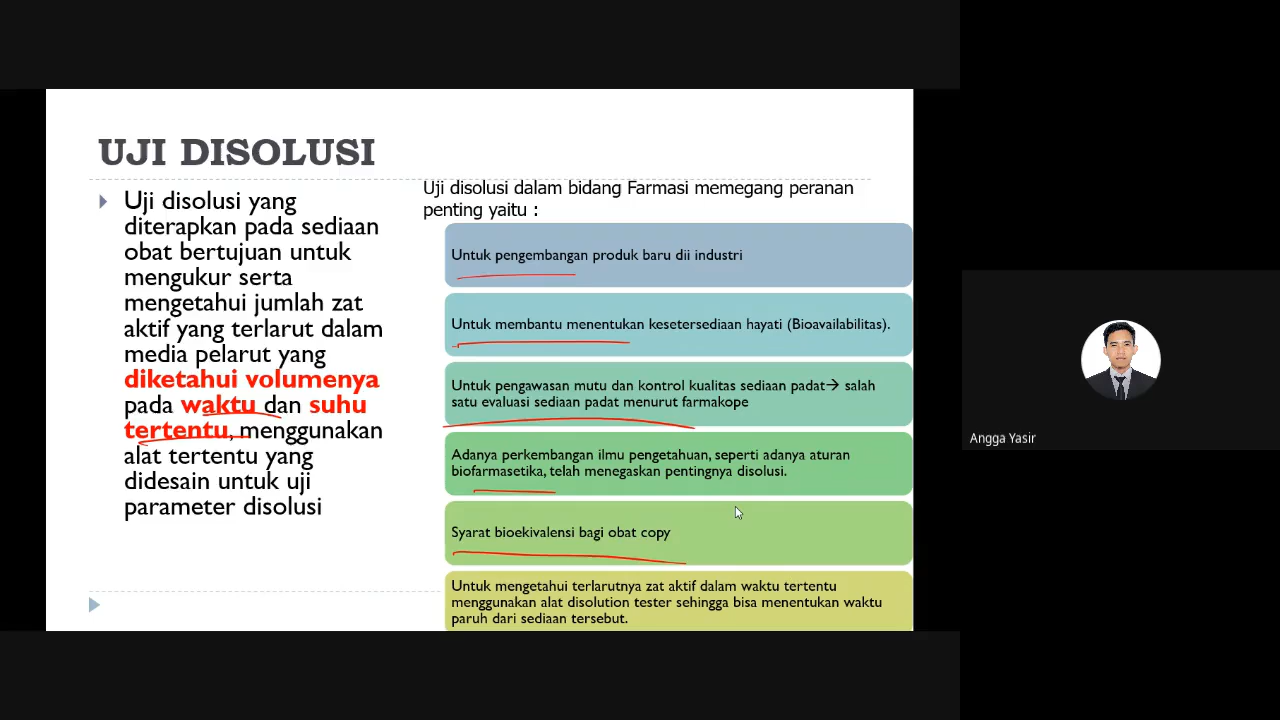 UJI DISOLUSI
Uji disolusi yang
diterapkan pada sediaan
obat bertujuan untuk
mengukur serta
mengetahui jumlah zat
aktif yang terlarut dalam
media pelarut yang
diketahui volumenya
pada waktu dan suhu
tertentu, menggunakan
alat tertentu yang
didesain untuk uji
parameter disolusi
Uji disolusi dalam bidang Farmasi memegang peranan
penting yaitu :
Untuk pengembangan produk baru dii industri
Untuk membantu menentukan kesetersediaan hayati (Bioavailabilitas).
Untuk pengawasan mutu dan kontrol kualitas sediaan padat→ salah
satu evaluasi sediaan padat menurut farmakope
Adanya perkembangan ilmu pengetahuan, seperti adanya aturan
biofarmasetika, telah menegaskan pentingnya disolusi.
Syarat bioekivalensi bagi obat copy
Untuk mengetahui terlarutnya zat aktif dalam waktu tertentu
menggunakan alat disolution tester sehingga bisa menentukan waktu
paruh dari sediaan tersebut.
Angga Yasir